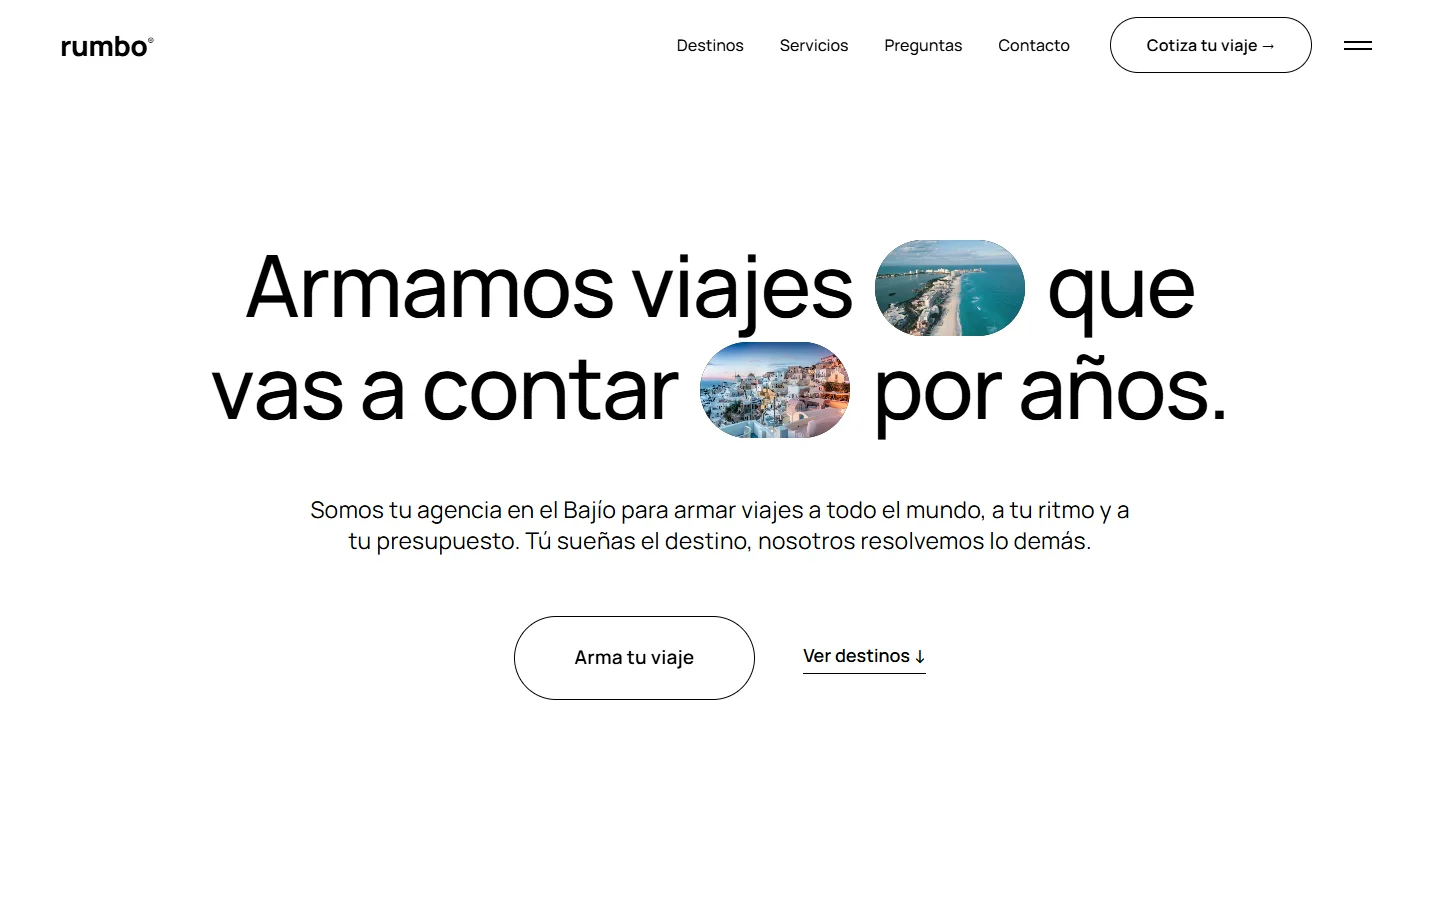 rumbo®
Destinos
Servicios
Preguntas
Contacto
Cotiza tu viaje →
Armamos viajes que
vas a contar por años.
Somos tu agencia en el Bajío para armar viajes a todo el mundo, a tu ritmo y a
tu presupuesto. Tú sueñas el destino, nosotros resolvemos lo demás.
Arma tu viaje
Ver destinos ↓